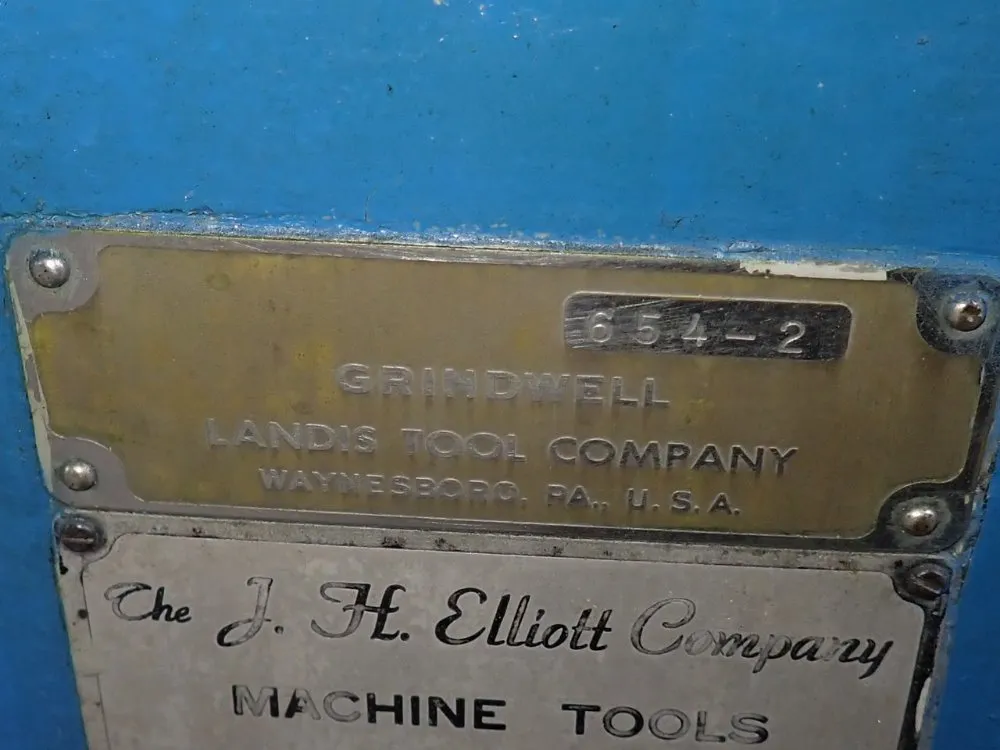 654-2
GRINDWELL
LANDIS TOOL COMPANY
WAYNESBORO, PA., U.S.A.
The J. H. Elliott Company
MACHINE TOOLS